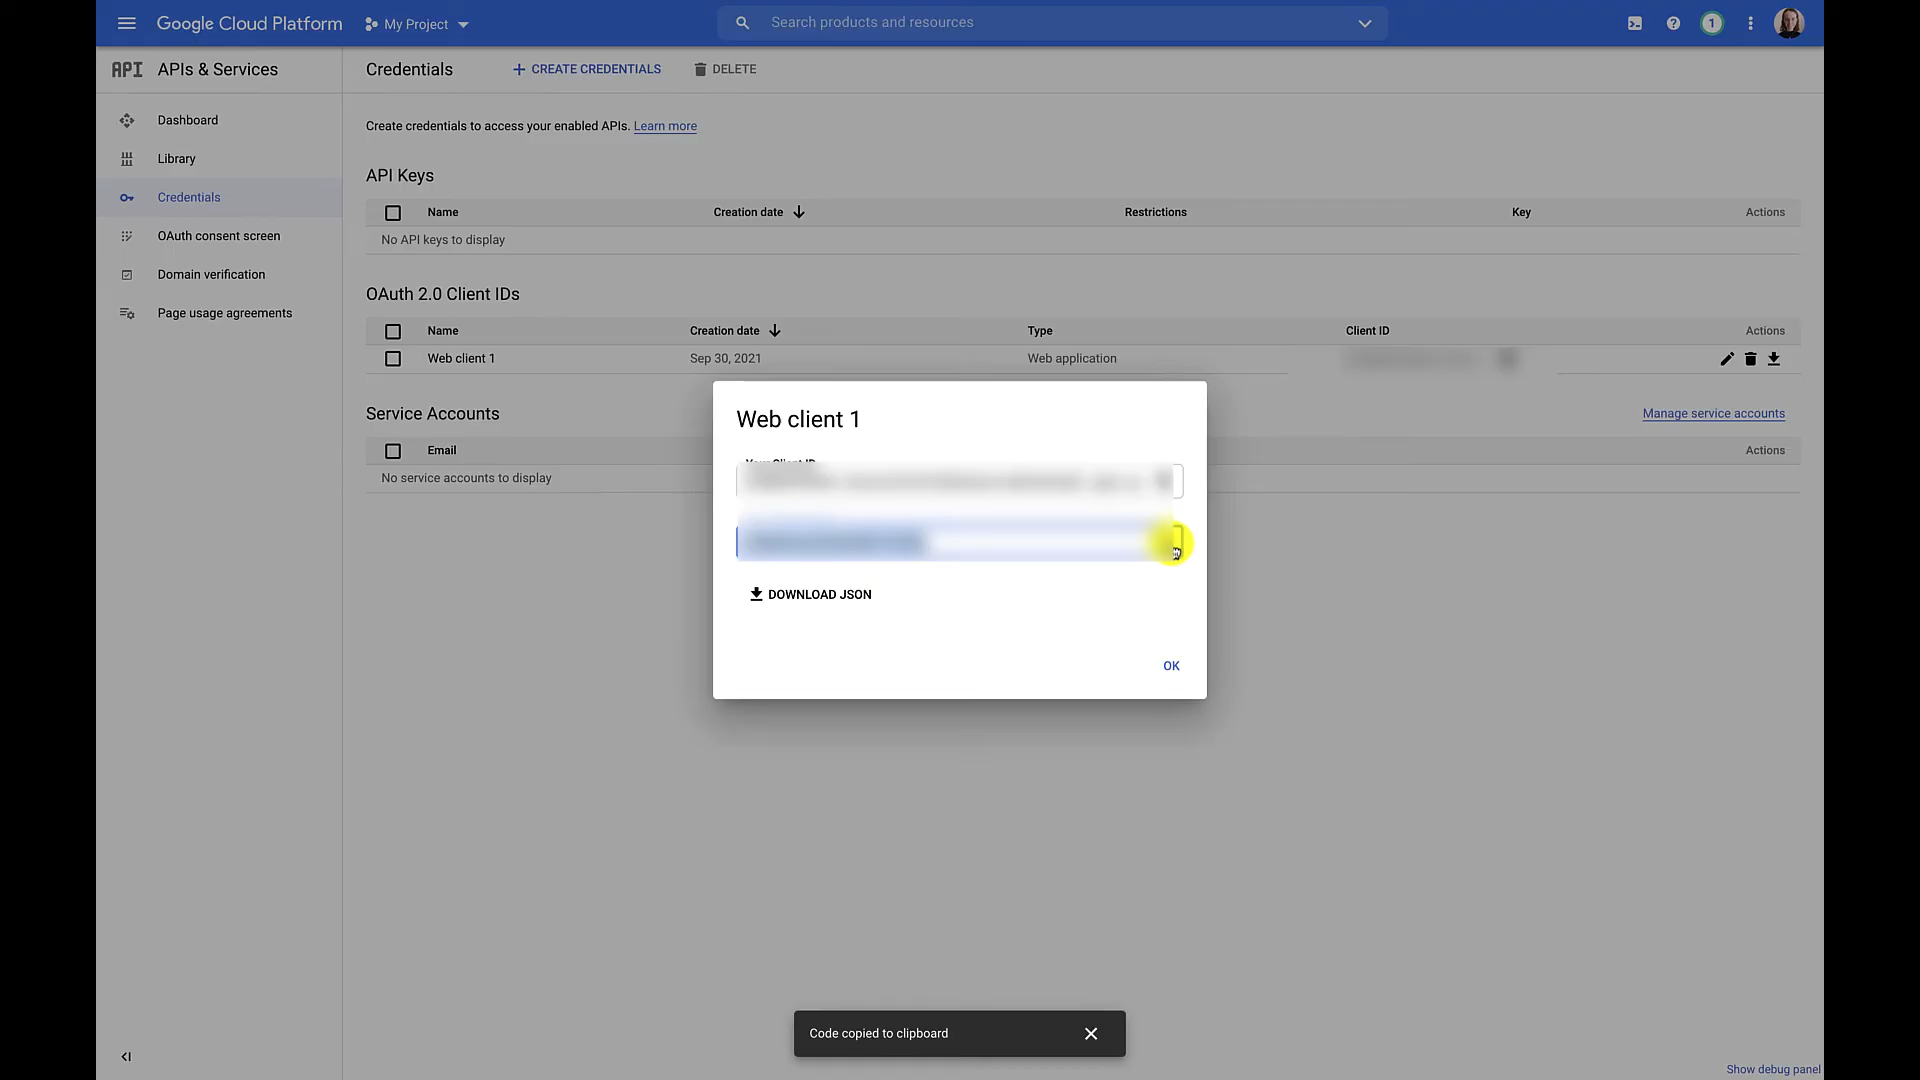 Google Cloud Platform
My Project
Search products and resources
1
API
APIs & Services
Credentials
CREATE CREDENTIALS
DELETE
Dashboard
Library
Credentials
OAuth consent screen
Domain verification
Page usage agreements
Create credentials to access your enabled APIs. Learn more
API Keys
Name Creation date Restrictions Key Actions
No API keys to display
OAuth 2.0 Client IDs
Name Creation date Type Client ID Actions
Web client 1 Sep 30, 2021 Web application
Service Accounts
Manage service accounts
Email Actions
No service accounts to display
Web client 1
Your Client ID
DOWNLOAD JSON
OK
Code copied to clipboard
Show debug panel